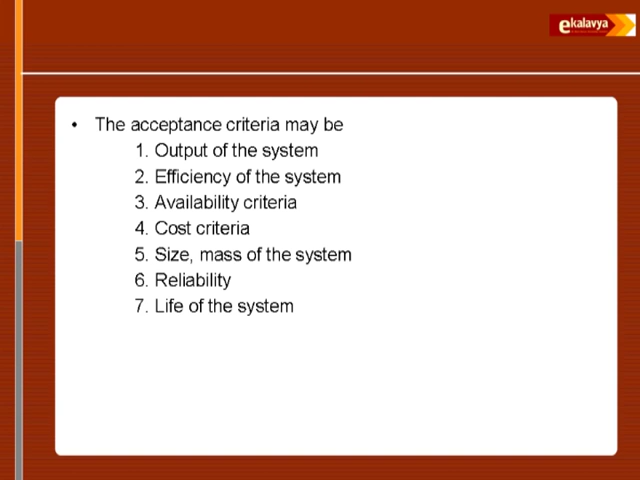 ekalavya
• The acceptance criteria may be
1. Output of the system
2. Efficiency of the system
3. Availability criteria
4. Cost criteria
5. Size, mass of the system
6. Reliability
7. Life of the system